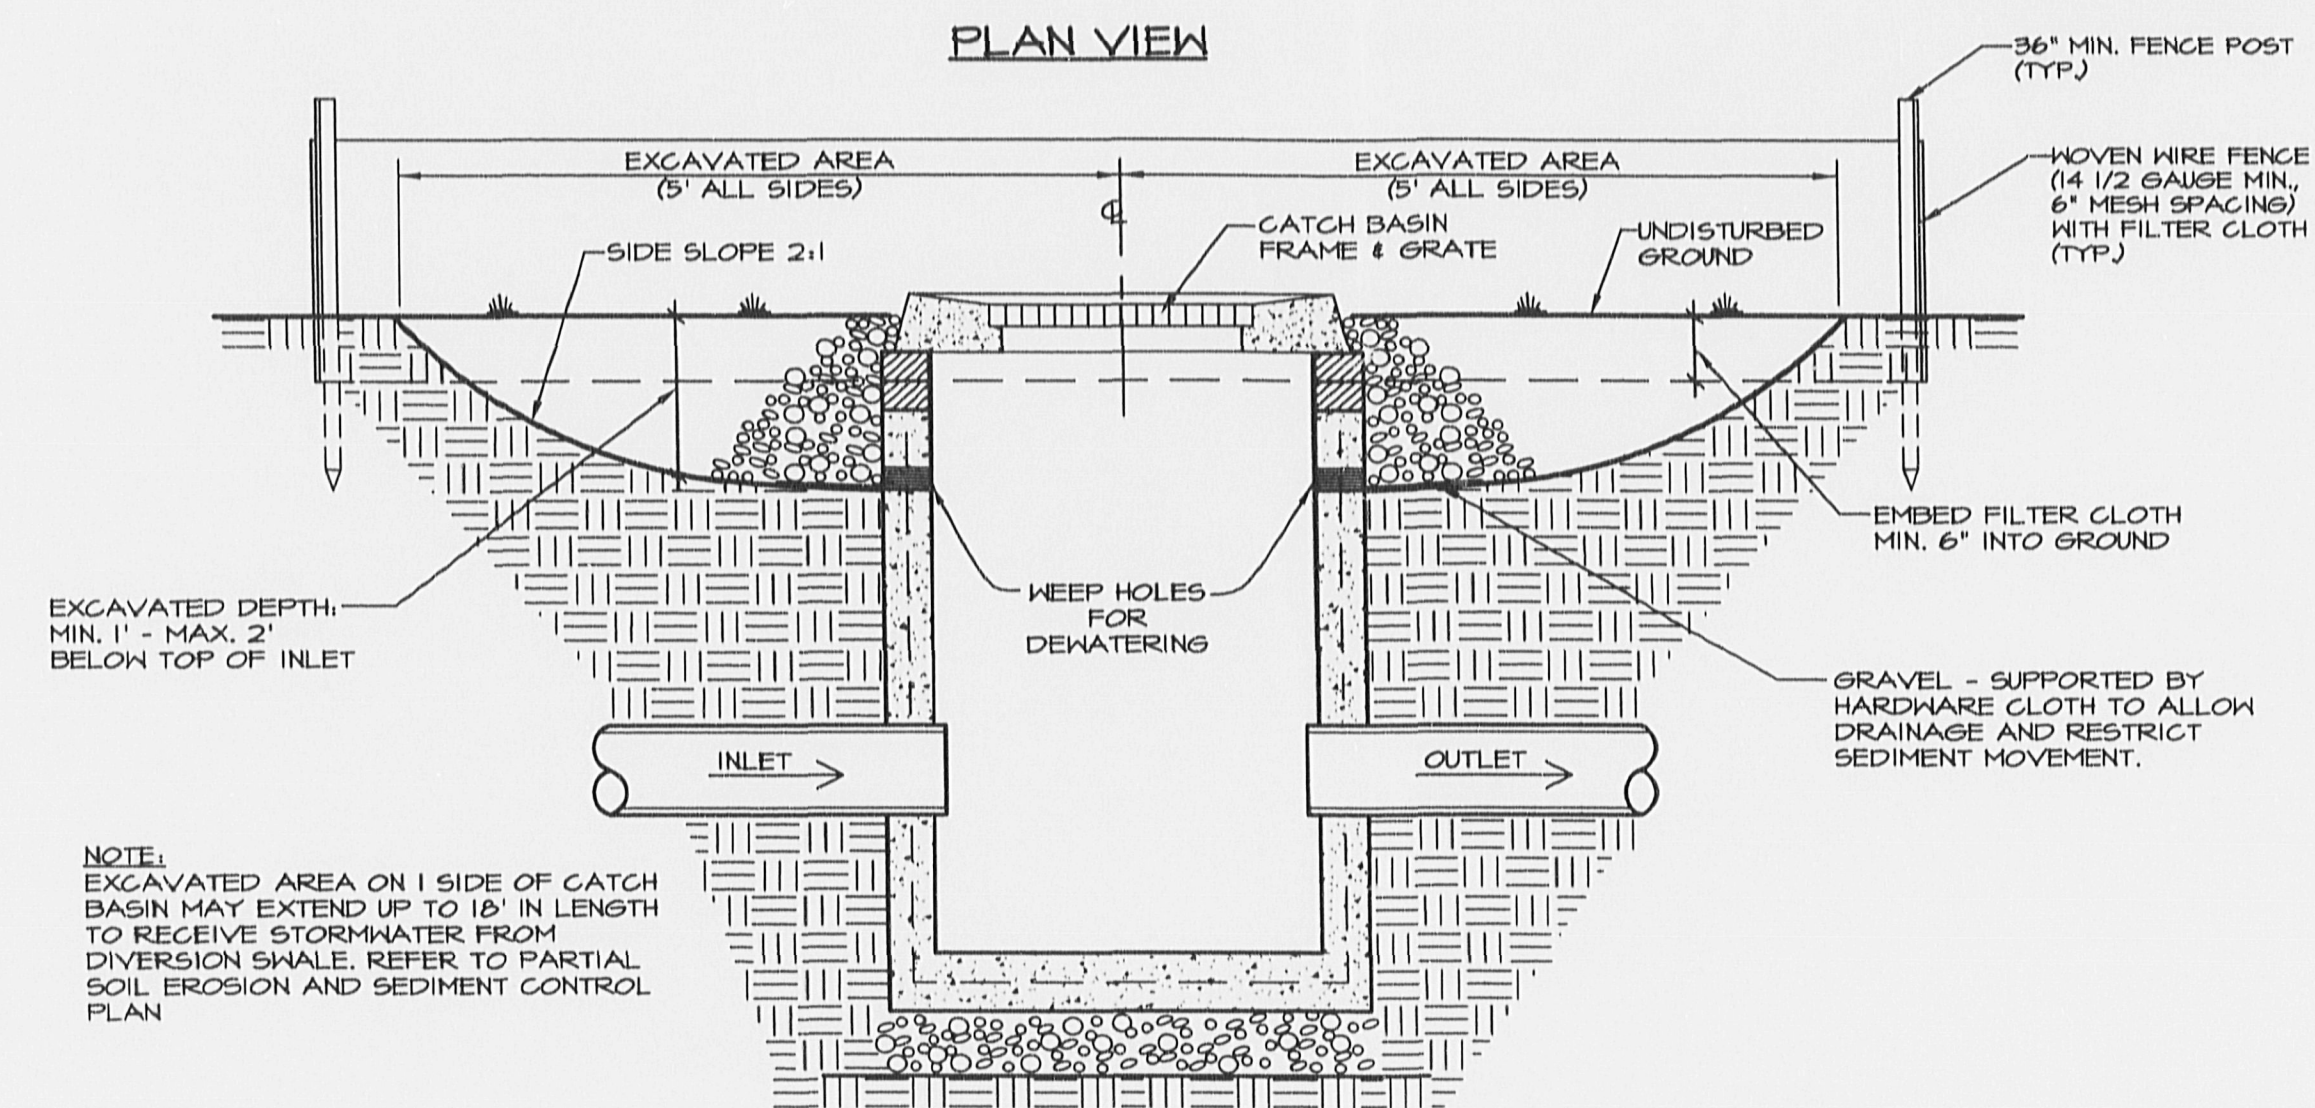 PLAN VIEW
36" MIN. FENCE POST
(TYP.)
WOVEN WIRE FENCE
(14 1/2 GAUGE MIN.,
6" MESH SPACING)
WITH FILTER CLOTH
(TYP.)
EXCAVATED AREA
(5' ALL SIDES)
EXCAVATED AREA
(5' ALL SIDES)
℄
CATCH BASIN
FRAME & GRATE
UNDISTURBED
GROUND
SIDE SLOPE 2:1
EMBED FILTER CLOTH
MIN. 6" INTO GROUND
WEEP HOLES
FOR
DEWATERING
EXCAVATED DEPTH:
MIN. 1' - MAX. 2'
BELOW TOP OF INLET
GRAVEL - SUPPORTED BY
HARDWARE CLOTH TO ALLOW
DRAINAGE AND RESTRICT
SEDIMENT MOVEMENT.
INLET
OUTLET
NOTE:
EXCAVATED AREA ON 1 SIDE OF CATCH
BASIN MAY EXTEND UP TO 18' IN LENGTH
TO RECEIVE STORMWATER FROM
DIVERSION SWALE. REFER TO PARTIAL
SOIL EROSION AND SEDIMENT CONTROL
PLAN